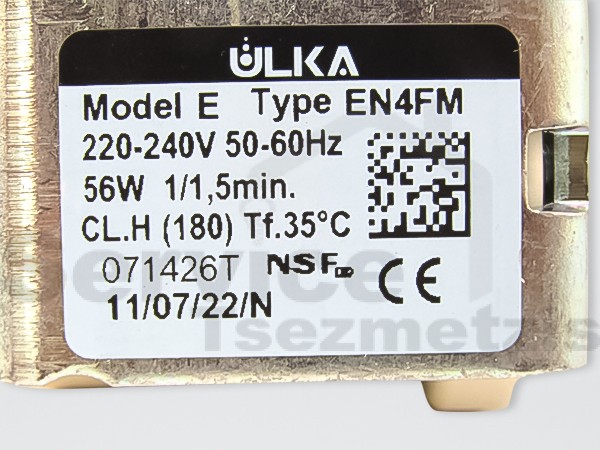 ULKA
Model E Type EN4FM
220-240V 50-60Hz
56W 1/1,5min.
CL.H (180) Tf.35°C
071426T NSF
CE
11/07/22/N
Service